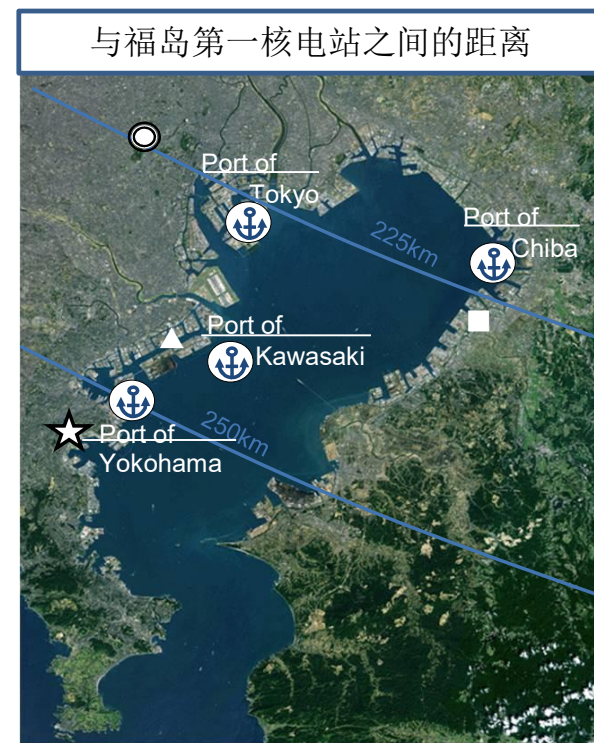 与福岛第一核电站之间的距离
Port of
Tokyo
Port of
Chiba
225km
Port of
Kawasaki
250km
Port of
Yokohama